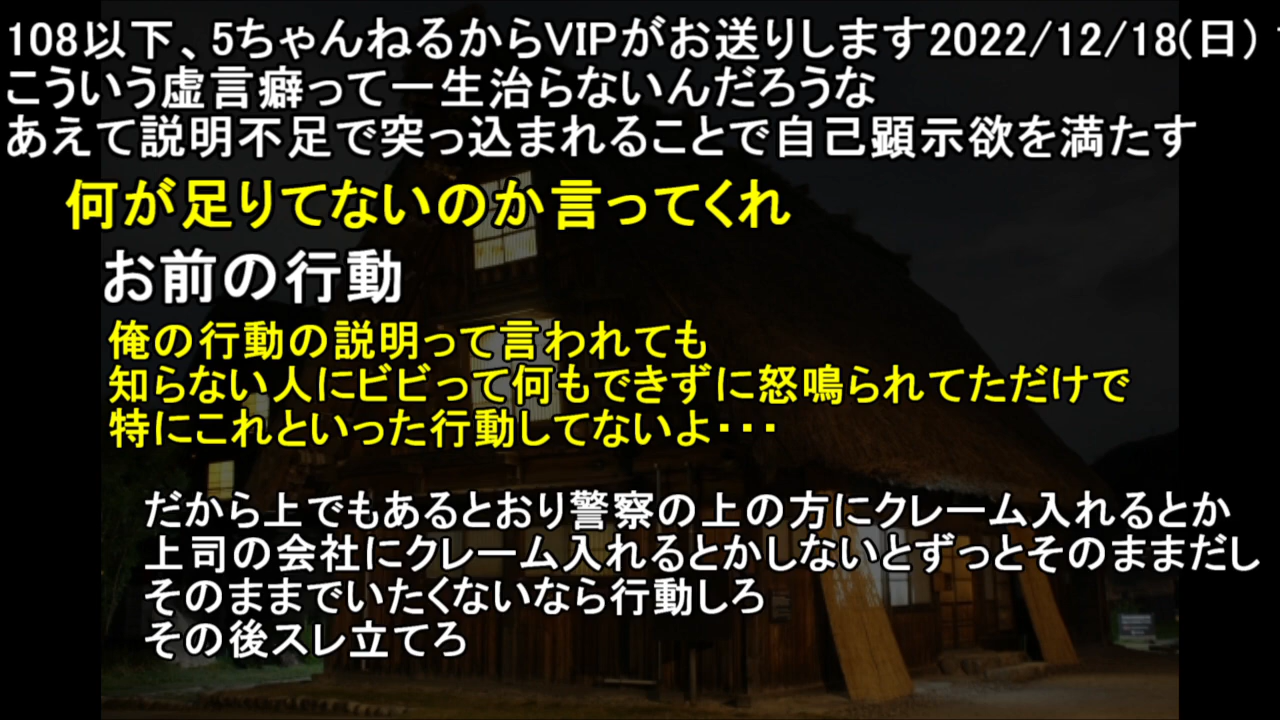 108以下、5ちゃんねるからVIPがお送りします2022/12/18(日)
こういう虚言癖って一生治らないんだろうな
あえて説明不足で突っ込まれることで自己顕示欲を満たす
何が足りてないのか言ってくれ
お前の行動
俺の行動の説明って言われても
知らない人にビビって何もできずに怒鳴られてただけで
特にこれといった行動してないよ・・・
だから上でもあるとおり警察の上の方にクレーム入れるとか
上司の会社にクレーム入れるとかしないとずっとそのままだし
そのままでいたくないなら行動しろ
その後スレ立てろ